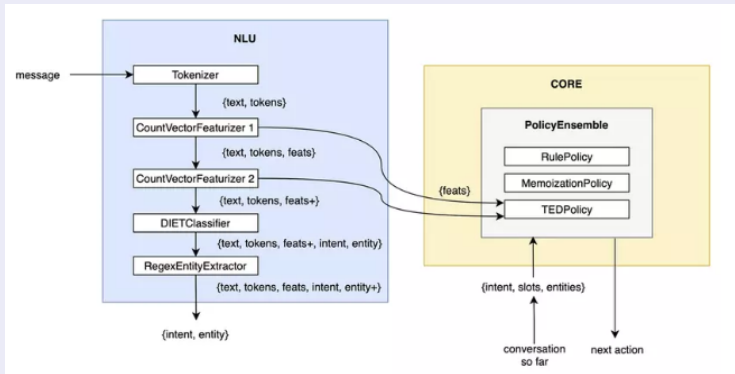 NLU
message
Tokenizer
{text, tokens}
CountVectorFeaturizer 1
{text, tokens, feats}
CountVectorFeaturizer 2
{text, tokens, feats+}
DIETClassifier
{text, tokens, feats+, intent, entity}
RegexEntityExtractor
{text, tokens, feats, intent, entity+}
{intent, entity}
CORE
PolicyEnsemble
RulePolicy
MemoizationPolicy
{feats}
TEDPolicy
{intent, slots, entities}
conversation
so far
next action